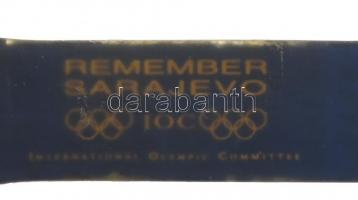 REMEMBER
SARAJEVO
darabanth
IOC
INTERNATIONAL OLYMPIC COMMITTEE